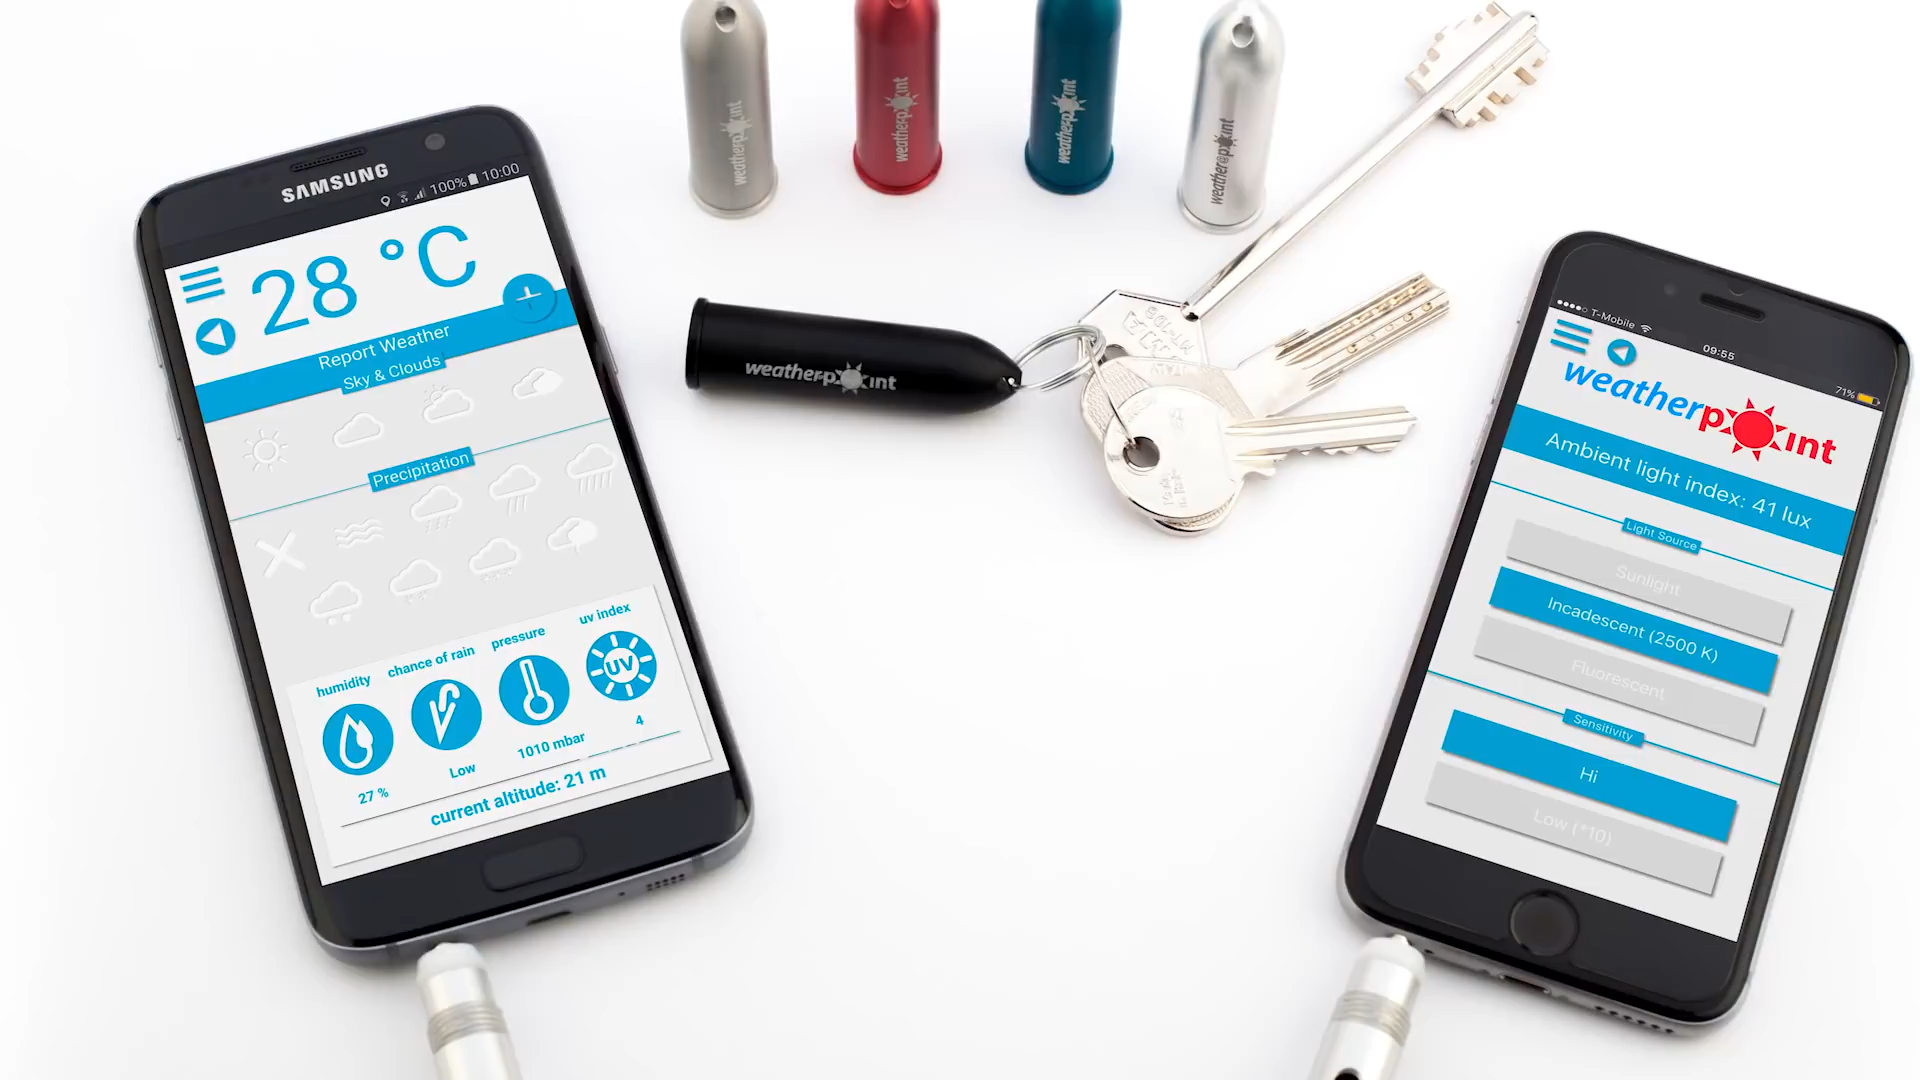 SAMSUNG
100% 10:00
28 °C
Report Weather
Sky & Clouds
Precipitation
humidity
chance of rain
pressure
uv index
UV
27 %
Low
1010 mbar
4
current altitude: 21 m
weatherpoint
weatherpoint
weatherpoint
weatherpoint
weatherpoint
T-Mobile
09:55
71%
weatherpoint
Ambient light index: 41 lux
Light Source
Sunlight
Incadescent (2500 K)
Fluorescent
Sensitivity
Hi
Low (*10)